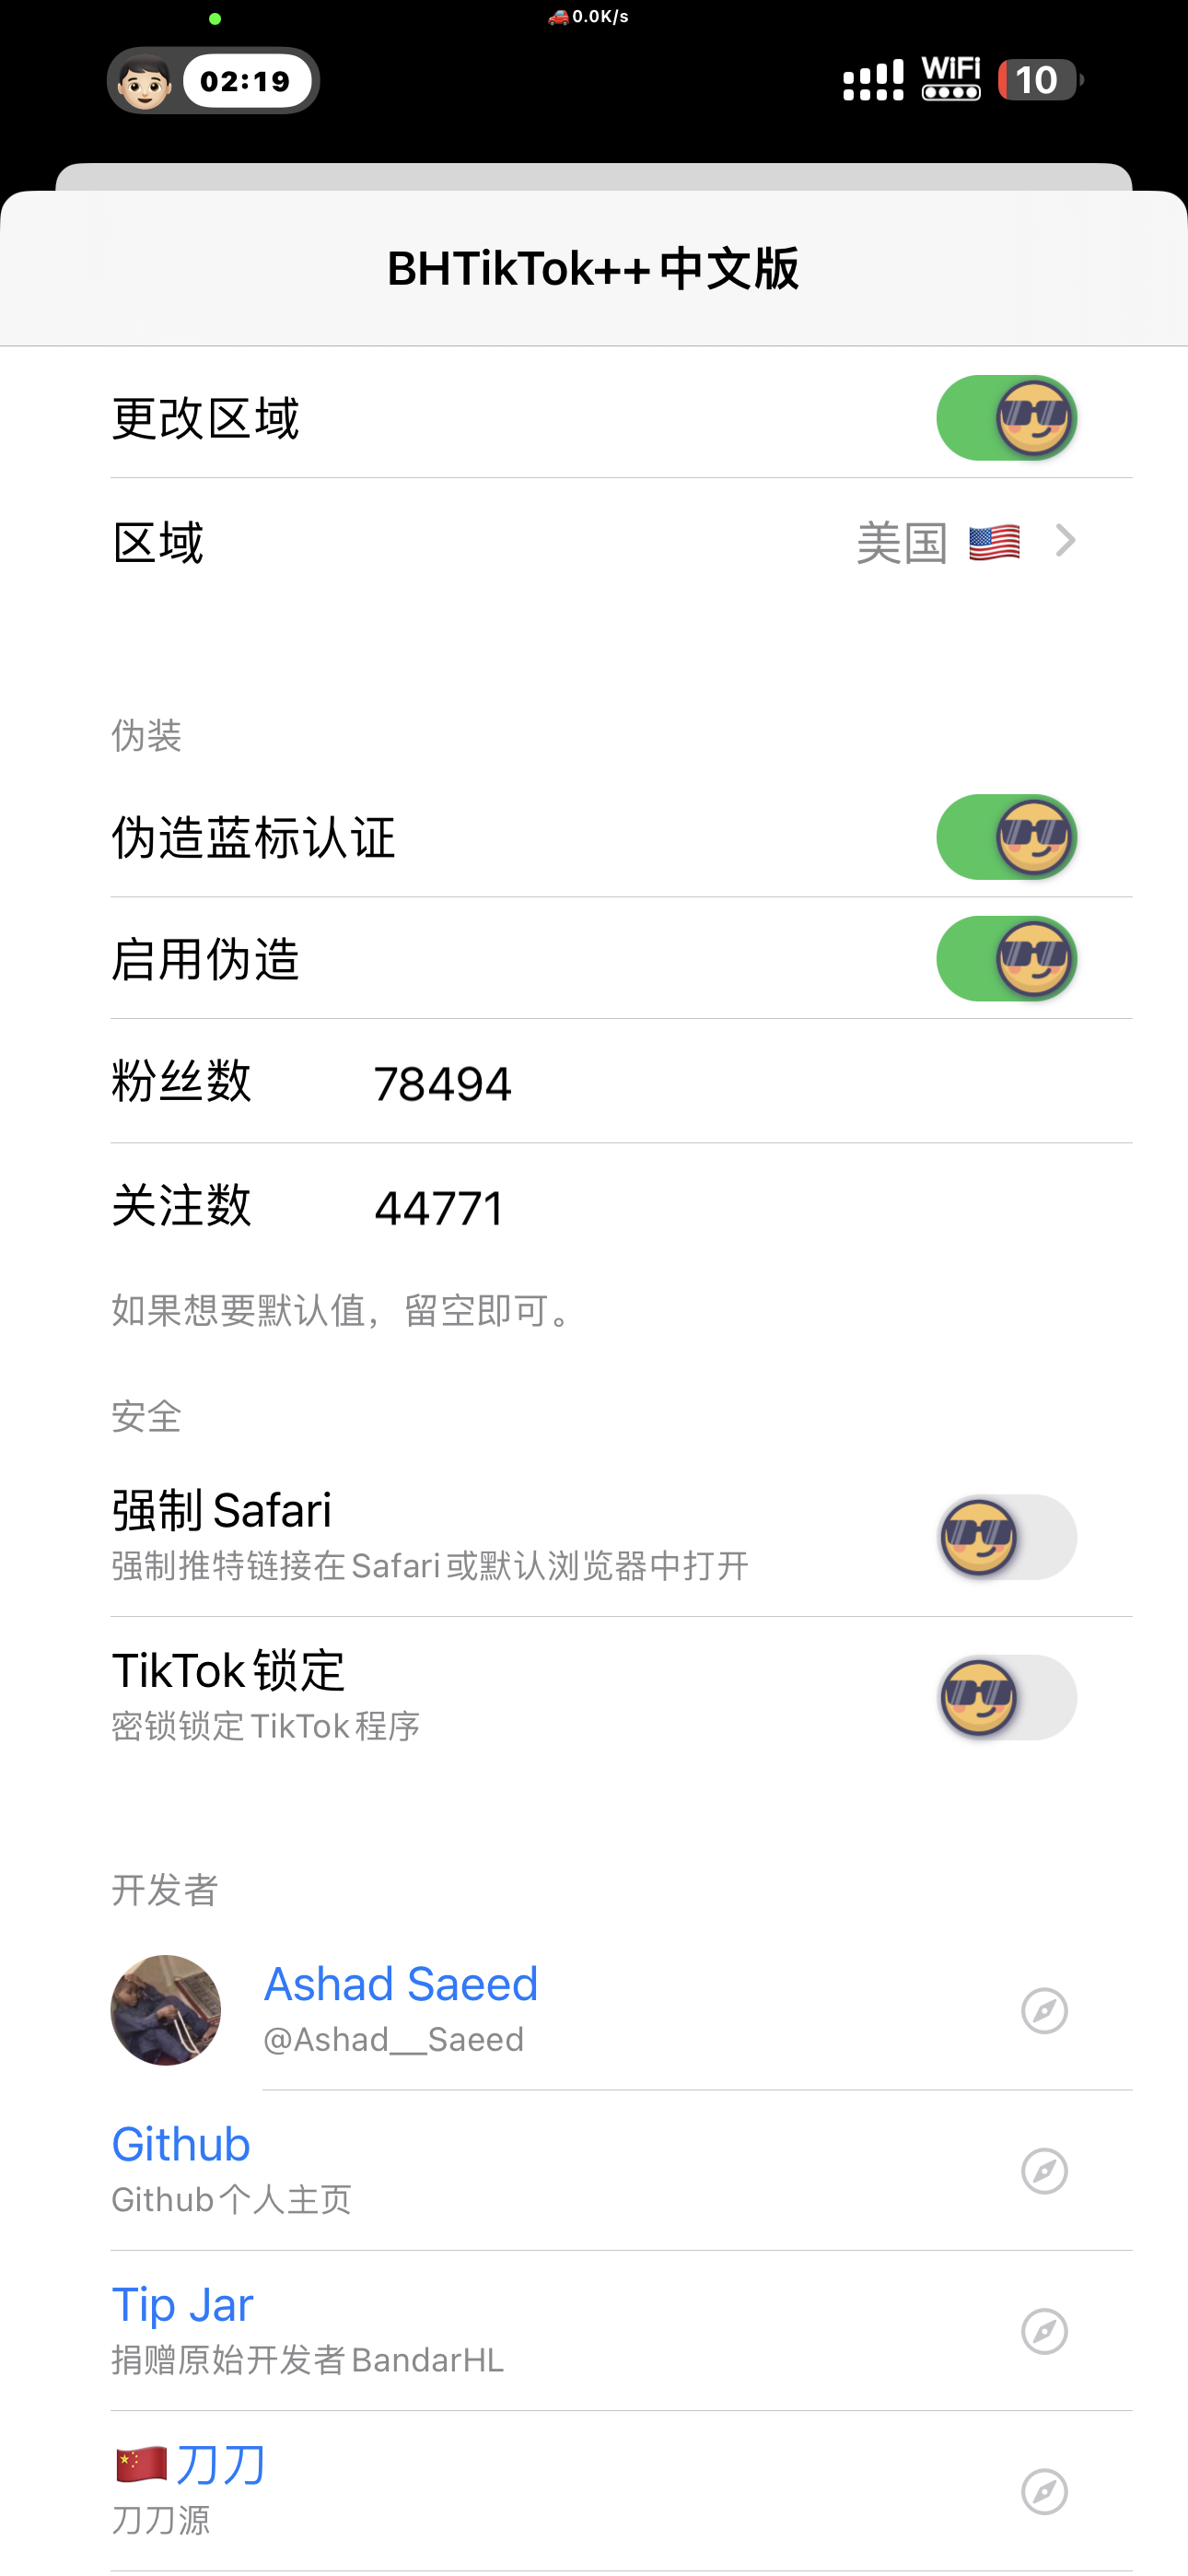 🚗0.0K/s
02:19
WiFi
10
BHTikTok++中文版
更改区域
区域 美国 🇺🇸
伪装
伪造蓝标认证
启用伪造
粉丝数 78494
关注数 44771
如果想要默认值，留空即可。
安全
强制 Safari
强制推特链接在 Safari 或默认浏览器中打开
TikTok 锁定
密锁锁定 TikTok 程序
开发者
Ashad Saeed
@Ashad__Saeed
Github
Github 个人主页
Tip Jar
捐赠原始开发者 BandarHL
🇨🇳 刀刀
刀刀源